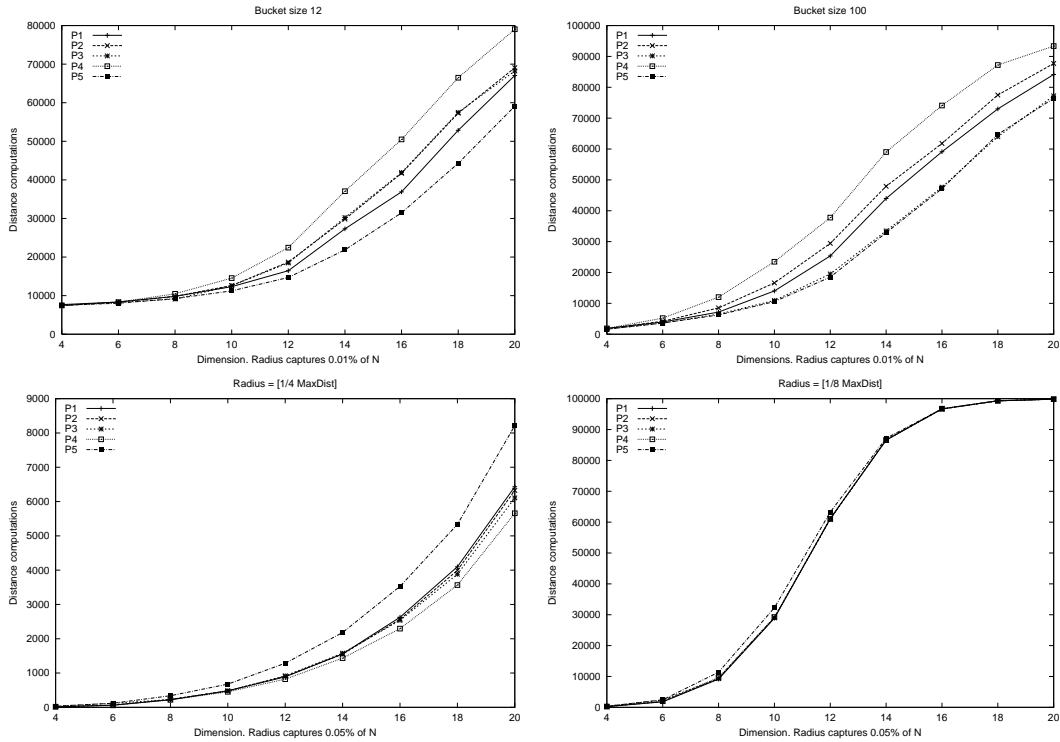 Bucket size 12
80000
70000
60000
50000
40000
30000
20000
10000
0
Distance computations
P1
P2
P3
P4
P5
4 6 8 10 12 14 16 18 20
Dimension. Radius captures 0.01% of N
Bucket size 100
100000
90000
80000
70000
60000
50000
40000
30000
20000
10000
0
Distance computations
P1
P2
P3
P4
P5
4 6 8 10 12 14 16 18 20
Dimensions. Radius captures 0.01% of N
Radius = [1/4 MaxDist]
9000
8000
7000
6000
5000
4000
3000
2000
1000
0
Distance computations
P1
P2
P3
P4
P5
4 6 8 10 12 14 16 18 20
Dimension. Radius captures 0.05% of N
Radius = [1/8 MaxDist]
100000
90000
80000
70000
60000
50000
40000
30000
20000
10000
0
Distance computations
P1
P2
P3
P4
P5
4 6 8 10 12 14 16 18 20
Dimension. Radius captures 0.05% of N